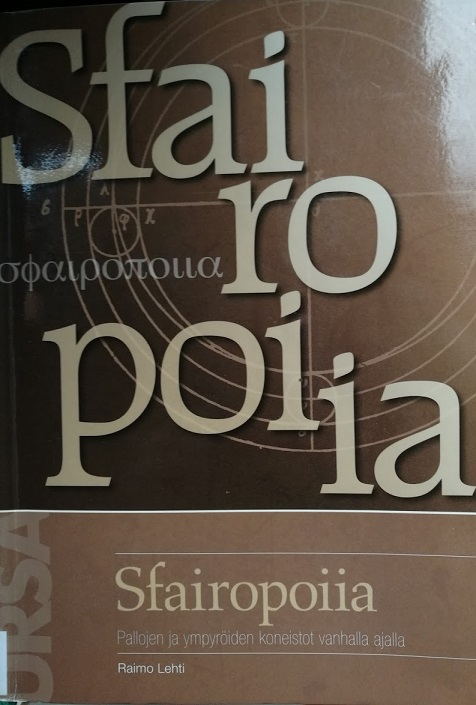 Sfai
ro
poi
ia
β λ φ χ
σφαιροποιια
URSA
Sfairopoiia
Pallojen ja ympyröiden koneistot vanhalla ajalla
Raimo Lehti